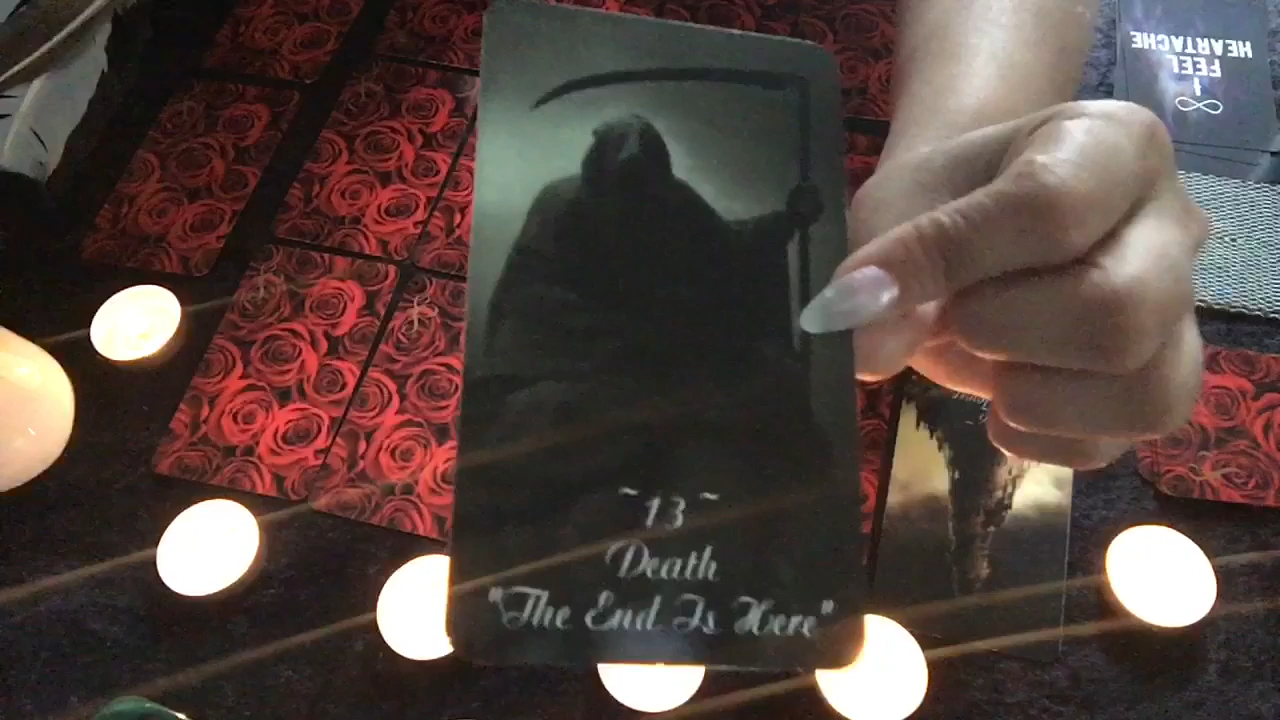 ~13~
Death
"The End Is Here"
I FEEL
HEARTACHE